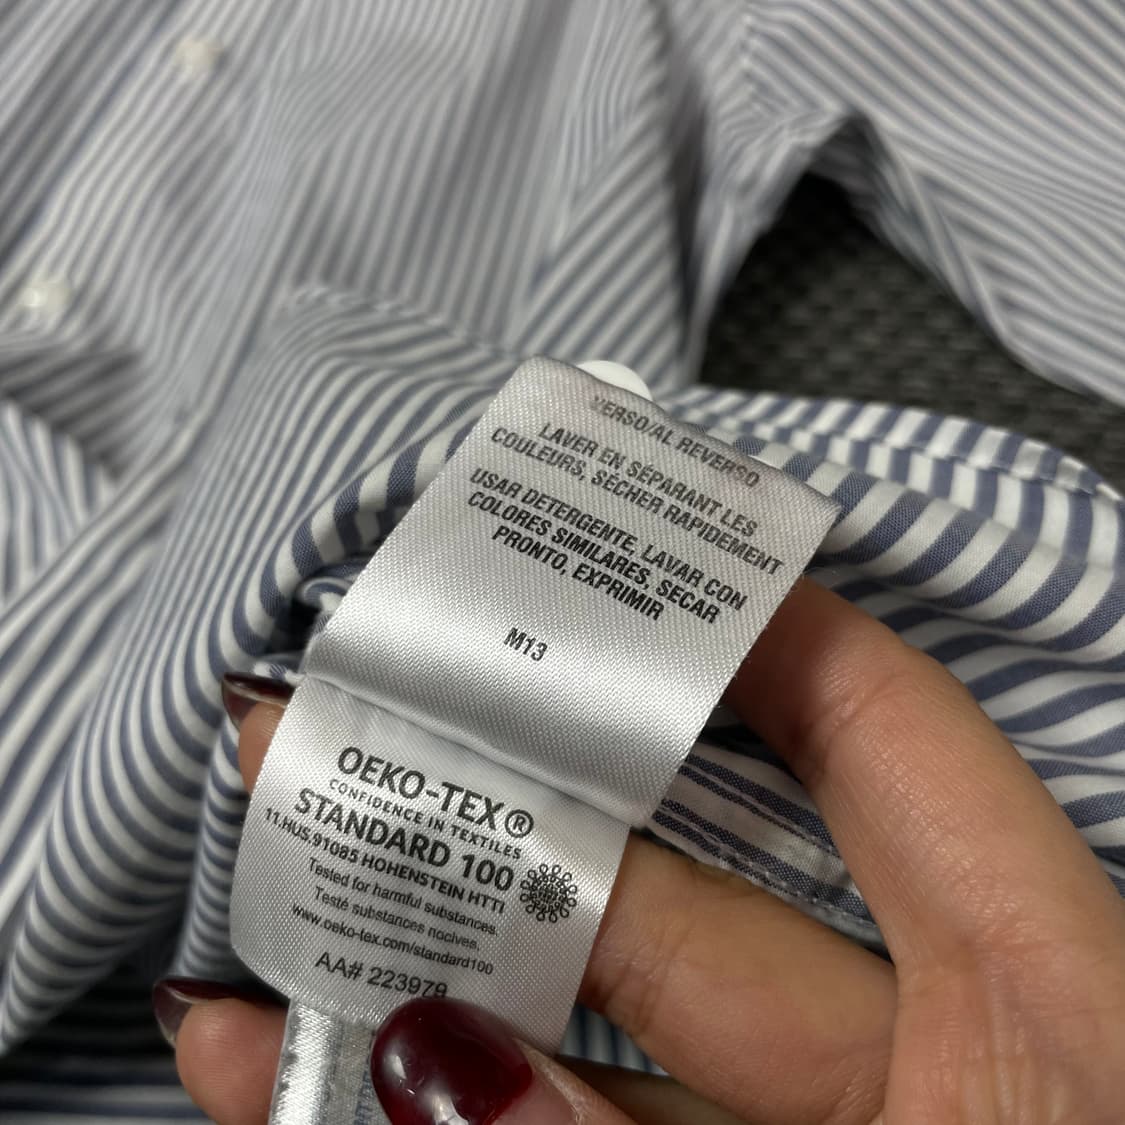 VERSO/AL REVERSO
LAVER EN SÉPARANT LES
COULEURS, SÉCHER RAPIDEMENT
USAR DETERGENTE, LAVAR CON
COLORES SIMILARES, SECAR
PRONTO, EXPRIMIR
M13
OEKO-TEX®
CONFIDENCE IN TEXTILES
STANDARD 100
11.HUS.91085 HOHENSTEIN HTTI
Tested for harmful substances.
Testé substances nocives,
www.oeko-tex.com/standard100
AA# 223979